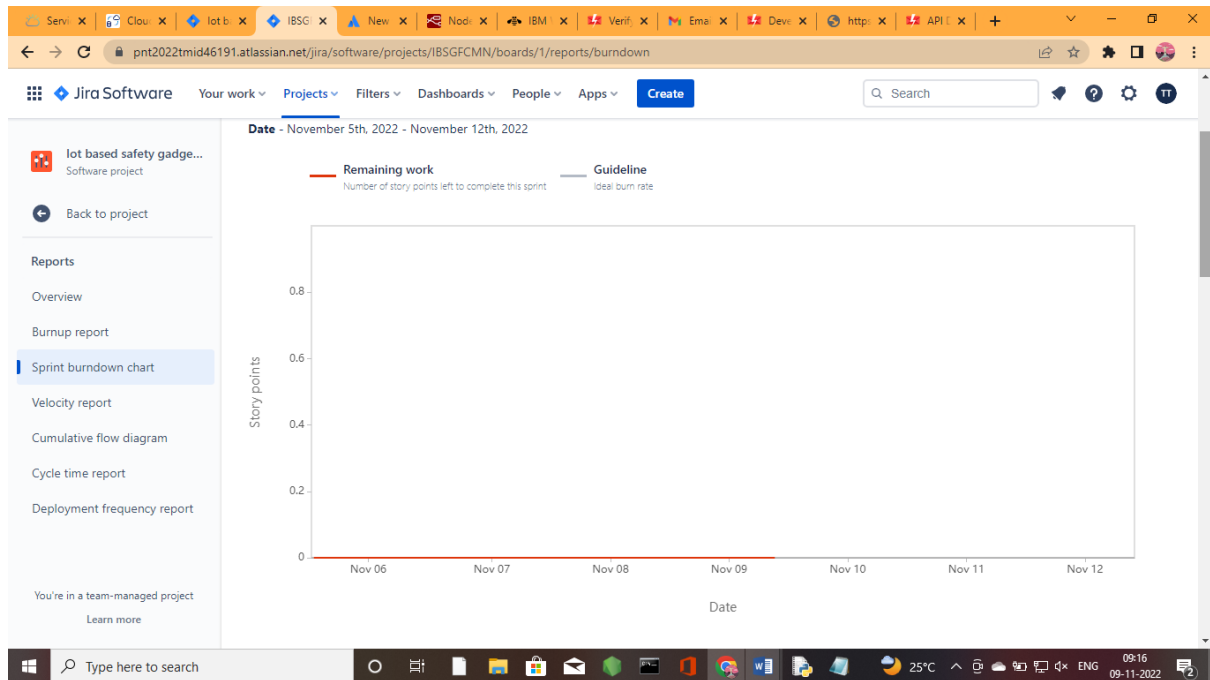 Servi
Clou
Iot b
IBSG
New
Node
IBM
Verify
Emai
Deve
https
API D
pnt2022tmid46191.atlassian.net/jira/software/projects/IBSGFCMN/boards/1/reports/burndown
Jira Software
Your work
Projects
Filters
Dashboards
People
Apps
Create
Search
TT
Iot based safety gadge...
Software project
Back to project
Reports
Overview
Burnup report
Sprint burndown chart
Velocity report
Cumulative flow diagram
Cycle time report
Deployment frequency report
You're in a team-managed project
Learn more
Date - November 5th, 2022 - November 12th, 2022
Remaining work
Number of story points left to complete this sprint
Guideline
Ideal burn rate
Story points
0.8
0.6
0.4
0.2
0
Nov 06
Nov 07
Nov 08
Nov 09
Nov 10
Nov 11
Nov 12
Date
Type here to search
25°C
ENG
09:16
09-11-2022
2